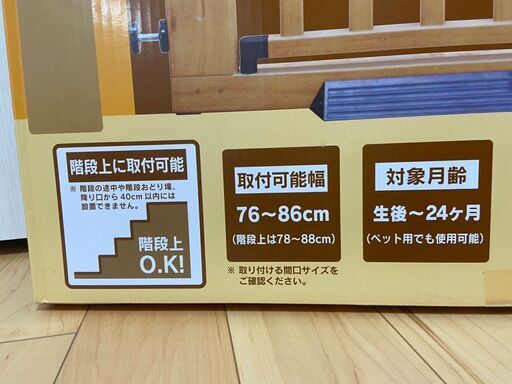 階段上に取付可能
※ 階段の途中や階段おどり場、
降り口から40cm以内には
設置できません。
階段上
O.K!
取付可能幅
76〜86cm
(階段上は78〜88cm)
※ 取り付ける間口サイズを
ご確認ください。
対象月齢
生後〜24ヶ月
(ペット用でも使用可能)